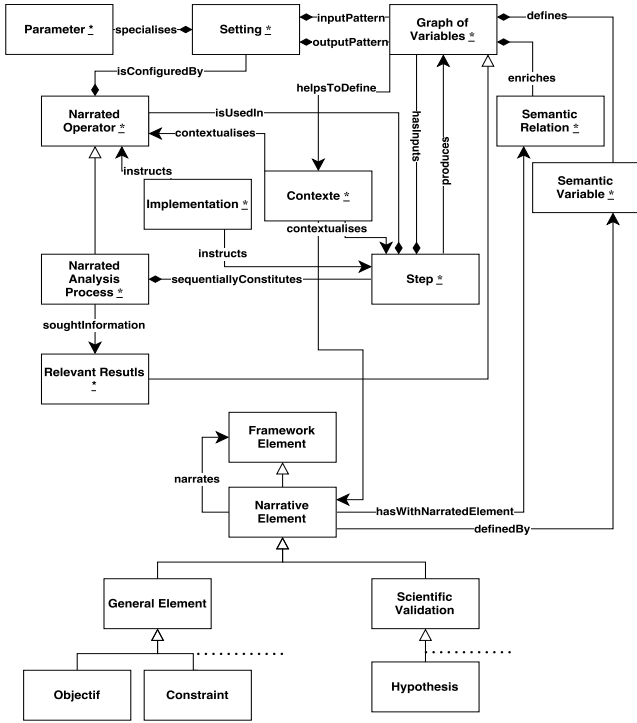 Parameter *
specialises
Setting *
inputPattern
outputPattern
Graph of
Variables *
defines
isConfiguredBy
helpsToDefine
enriches
Narrated
Operator *
isUsedIn
contextualises
hasInputs
produces
Semantic
Relation *
instructs
Implementation *
Contexte *
Semantic
Variable *
contextualises
instructs
Narrated
Analysis
Process *
sequentiallyConstitutes
Step *
soughtInformation
Relevant Resutls
*
Framework
Element
narrates
Narrative
Element
hasWithNarratedElement
definedBy
General Element
Scientific
Validation
Objectif
Constraint
Hypothesis